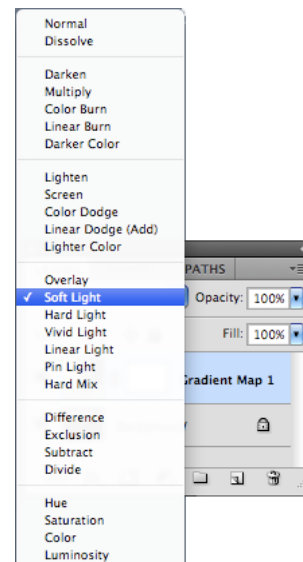 Normal
Dissolve
Darken
Multiply
Color Burn
Linear Burn
Darker Color
Lighten
Screen
Color Dodge
Linear Dodge (Add)
Lighter Color
Overlay
✓ Soft Light
Hard Light
Vivid Light
Linear Light
Pin Light
Hard Mix
Difference
Exclusion
Subtract
Divide
Hue
Saturation
Color
Luminosity
PATHS
Opacity: 100%
Fill: 100%
Gradient Map 1